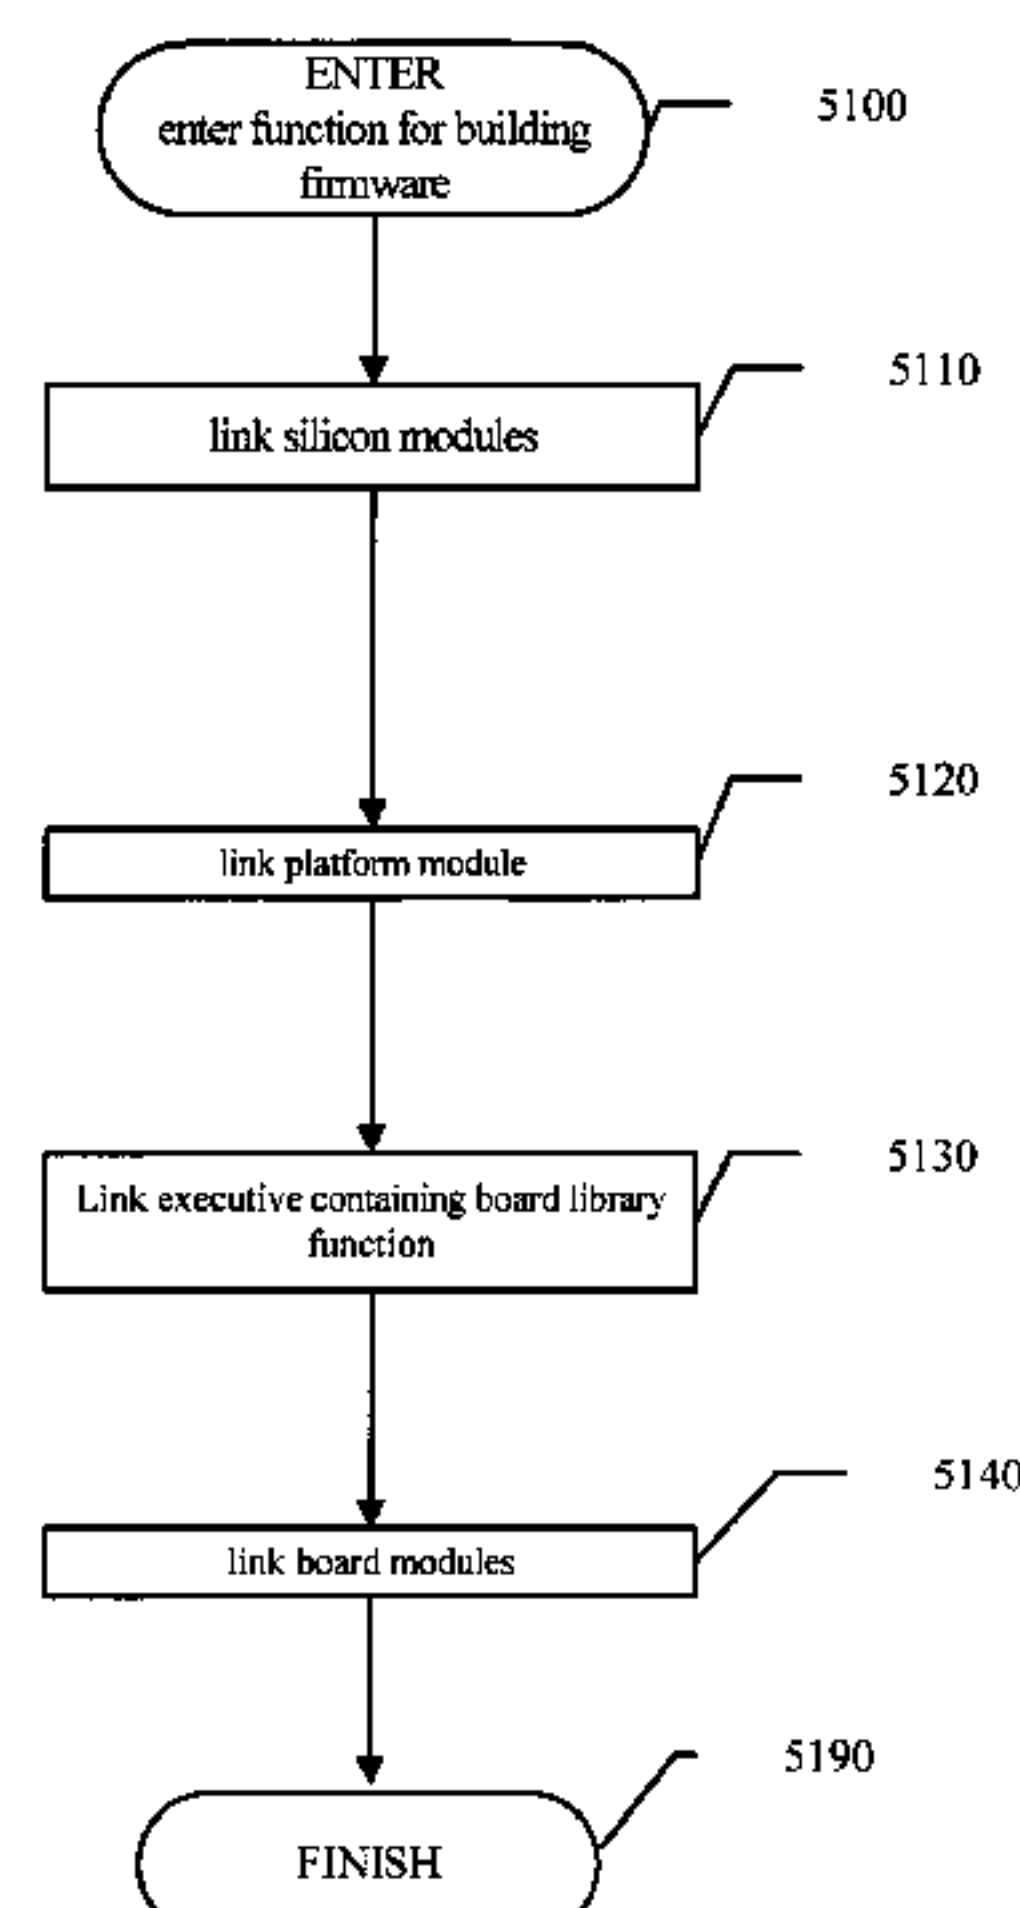 ENTER
enter function for building
firmware
5100
link silicon modules
5110
link platform module
5120
Link executive containing board library
function
5130
link board modules
5140
FINISH
5190